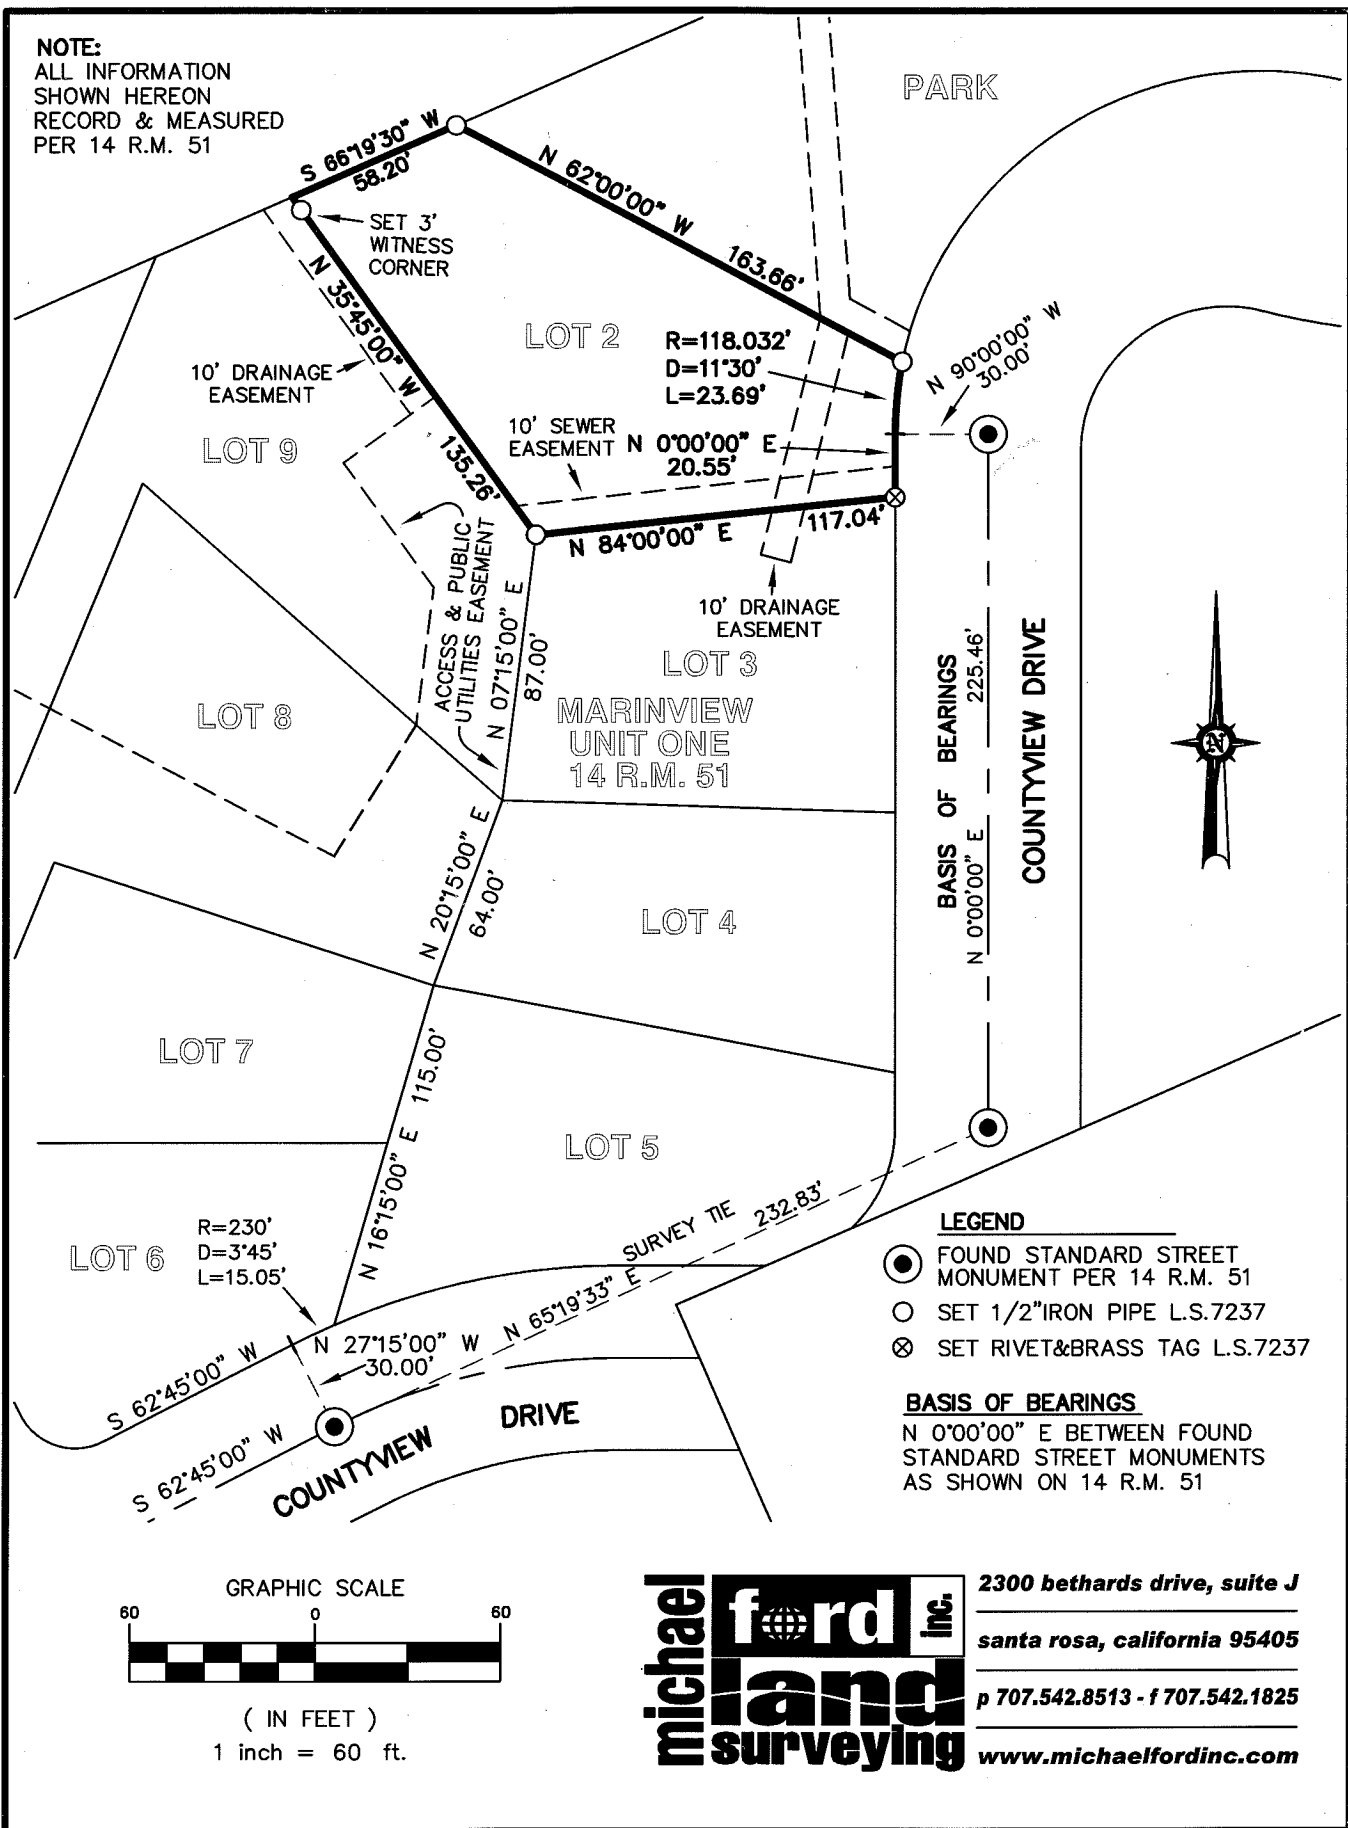 NOTE:
ALL INFORMATION
SHOWN HEREON
RECORD & MEASURED
PER 14 R.M. 51
PARK
S 66°19'30" W
58.20'
N 62°00'00" W
163.66'
SET 3'
WITNESS
CORNER
N 35°45'00" W
135.26'
LOT 2
R=118.032'
D=11°30'
L=23.69'
N 90°00'00" W
30.00'
10' DRAINAGE
EASEMENT
LOT 9
10' SEWER
EASEMENT
N 0°00'00" E
20.55'
N 84°00'00" E
117.04'
ACCESS & PUBLIC
UTILITIES EASEMENT
N 07°15'00" E
87.00'
10' DRAINAGE
EASEMENT
LOT 3
MARINVIEW
UNIT ONE
14 R.M. 51
LOT 8
BASIS OF BEARINGS
N 0°00'00" E
225.46'
COUNTYVIEW DRIVE
N
N 20°15'00" E
64.00'
LOT 4
LOT 7
N 16°15'00" E 115.00'
LOT 5
LOT 6
R=230'
D=3°45'
L=15.05'
SURVEY TIE 232.83'
N 65°19'33" E
N 27°15'00" W
30.00'
S 62°45'00" W
S 62°45'00" W
COUNTYVIEW DRIVE
LEGEND
FOUND STANDARD STREET
MONUMENT PER 14 R.M. 51
SET 1/2"IRON PIPE L.S.7237
SET RIVET&BRASS TAG L.S.7237
BASIS OF BEARINGS
N 0°00'00" E BETWEEN FOUND
STANDARD STREET MONUMENTS
AS SHOWN ON 14 R.M. 51
GRAPHIC SCALE
60 0 60
( IN FEET )
1 inch = 60 ft.
michael
ford inc.
land
surveying
2300 bethards drive, suite J
santa rosa, california 95405
p 707.542.8513 - f 707.542.1825
www.michaelfordinc.com